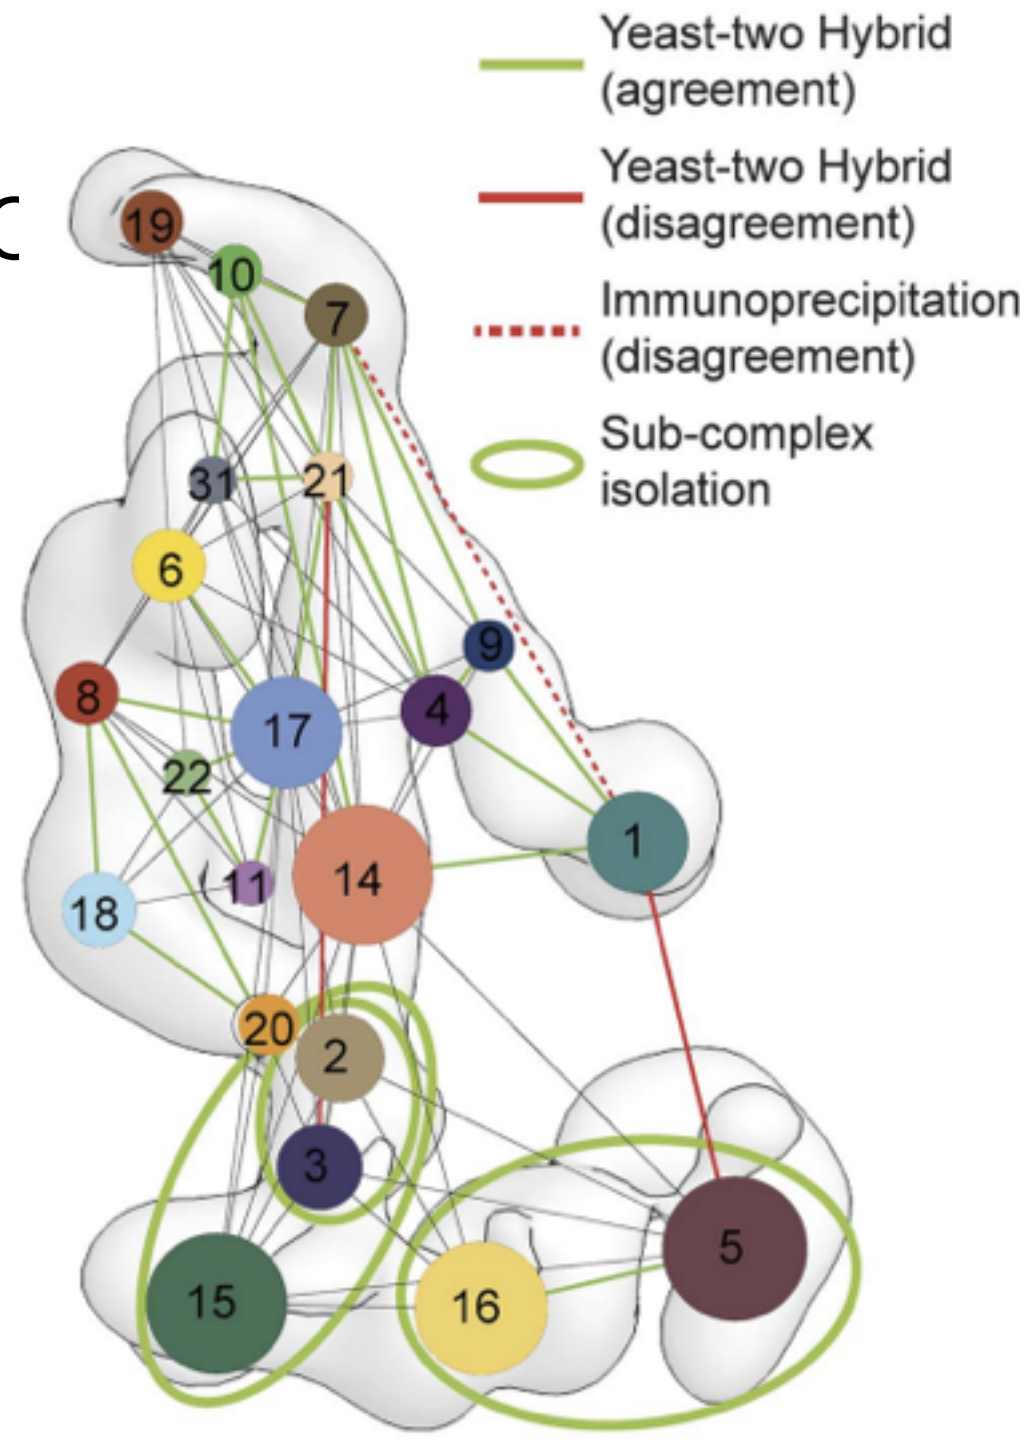 Yeast-two Hybrid
(agreement)
Yeast-two Hybrid
(disagreement)
Immunoprecipitation
(disagreement)
Sub-complex
isolation
19
10
7
31
21
6
9
8
4
17
22
1
14
11
18
20
2
3
5
15
16